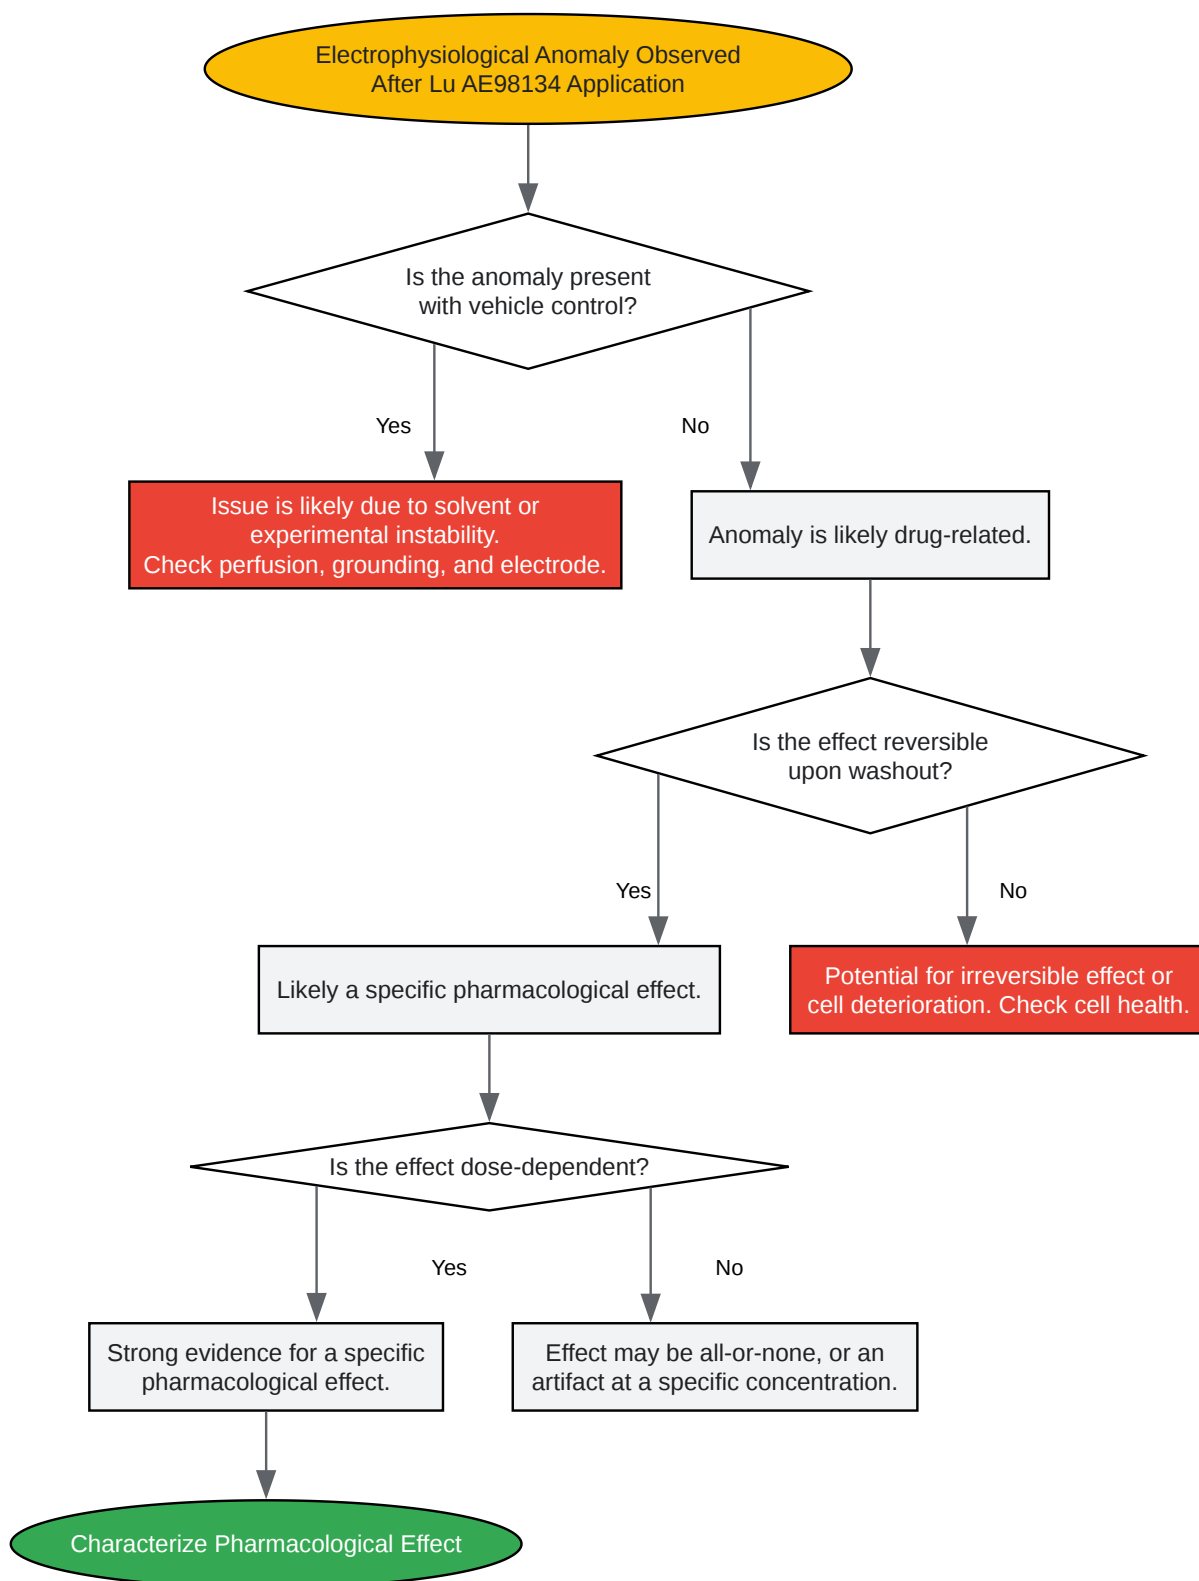 Electrophysiological Anomaly Observed
After Lu AE98134 Application
Is the anomaly present
with vehicle control?
Yes
No
Issue is likely due to solvent or
experimental instability.
Check perfusion, grounding, and electrode.
Anomaly is likely drug-related.
Is the effect reversible
upon washout?
Yes
No
Likely a specific pharmacological effect.
Potential for irreversible effect or
cell deterioration. Check cell health.
Is the effect dose-dependent?
Yes
No
Strong evidence for a specific
pharmacological effect.
Effect may be all-or-none, or an
artifact at a specific concentration.
Characterize Pharmacological Effect